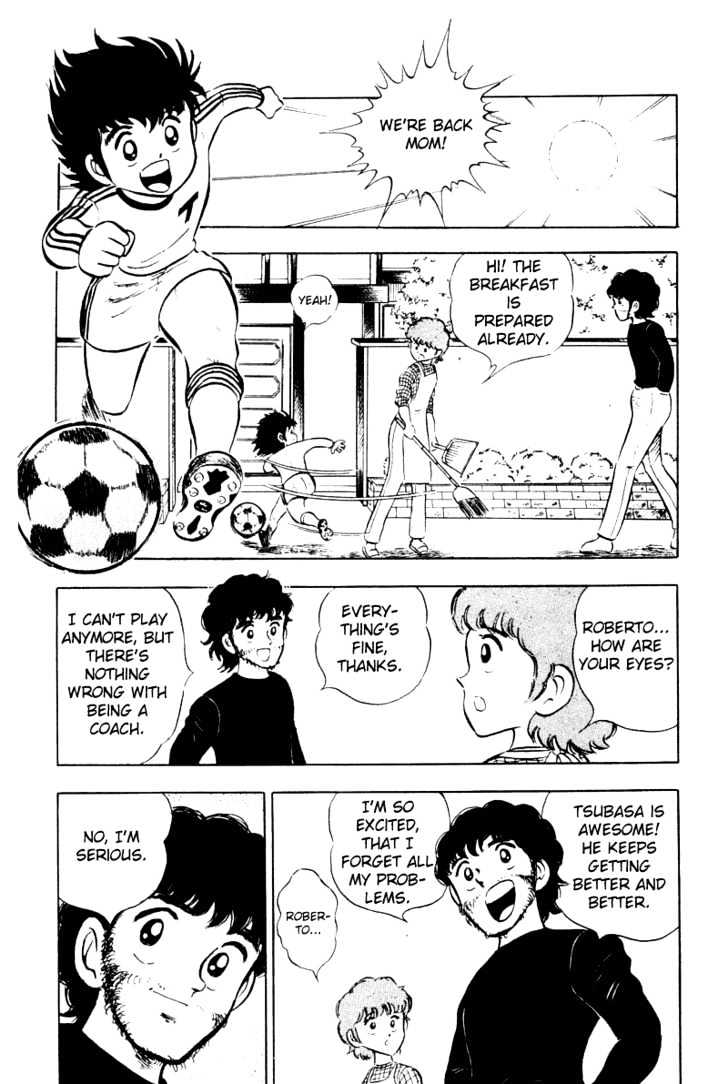 WE'RE BACK
MOM!
T
HI! THE
BREAKFAST
IS
PREPARED
ALREADY.
YEAH!
ROBERTO...
HOW ARE
YOUR EYES?
EVERY-
THING'S
FINE,
THANKS.
I CAN'T PLAY
ANYMORE, BUT
THERE'S
NOTHING
WRONG WITH
BEING A
COACH.
TSUBASA IS
AWESOME!
HE KEEPS
GETTING
BETTER AND
BETTER.
I'M SO
EXCITED,
THAT I
FORGET ALL
MY PROB-
LEMS.
ROBER-
TO...
NO, I'M
SERIOUS.